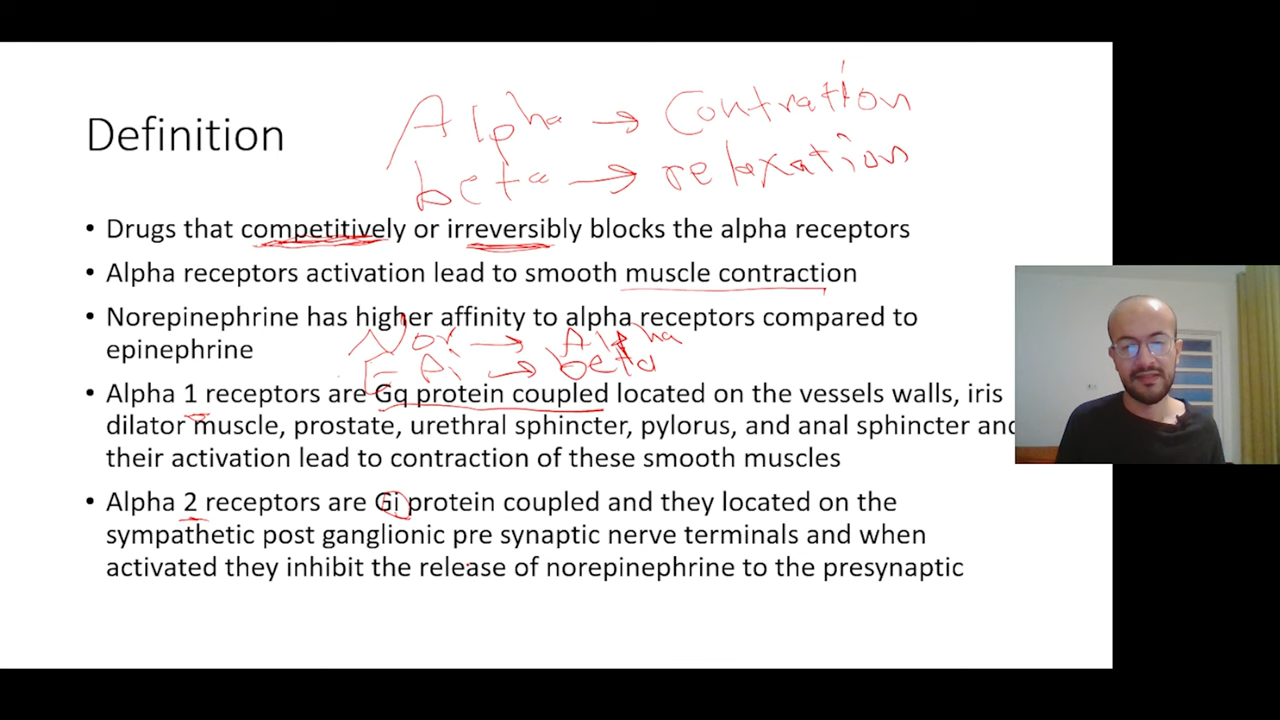 Alpha → Contration
Definition
beta → relaxation
• Drugs that competitively or irreversibly blocks the alpha receptors
• Alpha receptors activation lead to smooth muscle contraction
• Norepinephrine has higher affinity to alpha receptors compared to
Nor → Alpha
epinephrine
Epi → beta
• Alpha 1 receptors are Gq protein coupled located on the vessels walls, iris
dilator muscle, prostate, urethral sphincter, pylorus, and anal sphincter and
their activation lead to contraction of these smooth muscles
• Alpha 2 receptors are Gi protein coupled and they located on the
sympathetic post ganglionic pre synaptic nerve terminals and when
activated they inhibit the release of norepinephrine to the presynaptic